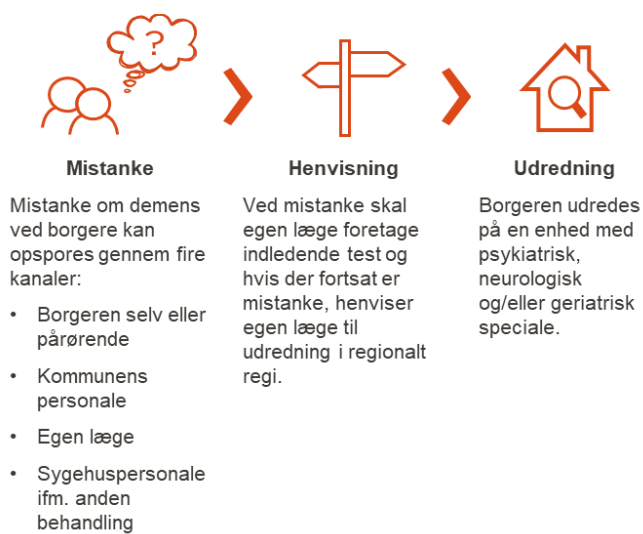 ?
Mistanke
Mistanke om demens
ved borgere kan
opspores gennem fire
kanaler:
• Borgeren selv eller
pårørende
• Kommunens
personale
• Egen læge
• Sygehuspersonale
ifm. anden
behandling
Henvisning
Ved mistanke skal
egen læge foretage
indledende test og
hvis der fortsat er
mistanke, henviser
egen læge til
udredning i regionalt
regi.
Udredning
Borgeren udredes
på en enhed med
psykiatrisk,
neurologisk
og/eller geriatrisk
speciale.